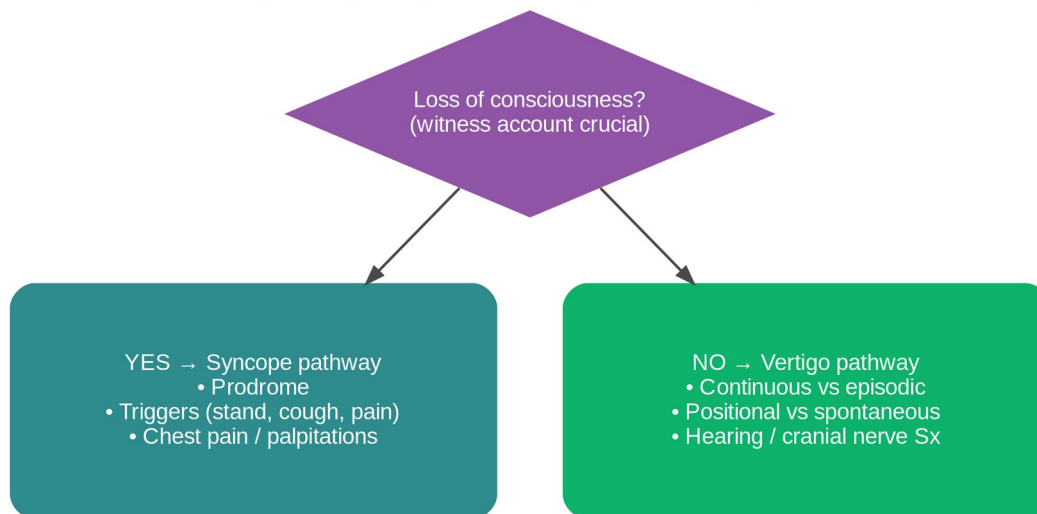 Loss of consciousness?
(witness account crucial)
YES → Syncope pathway
• Prodrome
• Triggers (stand, cough, pain)
• Chest pain / palpitations
NO → Vertigo pathway
• Continuous vs episodic
• Positional vs spontaneous
• Hearing / cranial nerve Sx